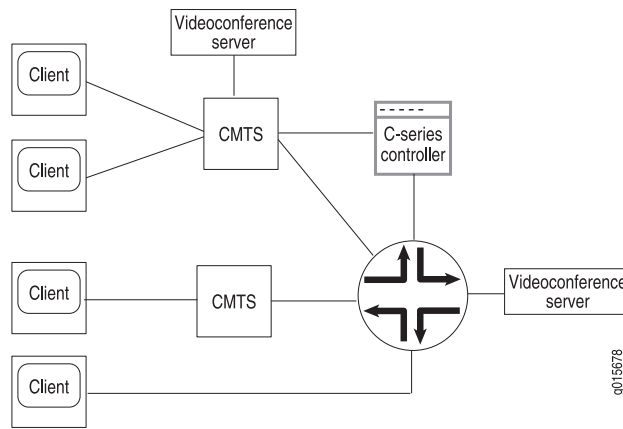 Videoconference
server
Client
CMTS
C-series
controller
Client
Client
CMTS
Videoconference
server
Client
g015678